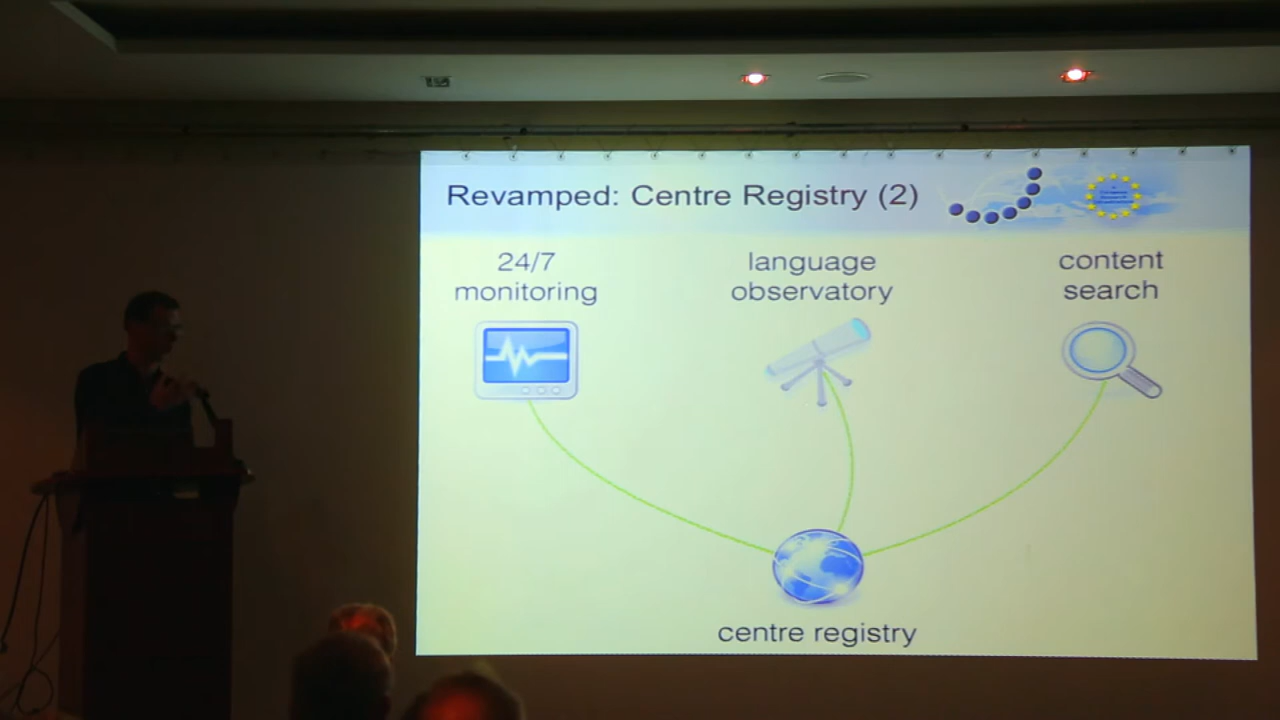 Revamped: Centre Registry (2)
24/7
monitoring
language
observatory
content
search
centre registry